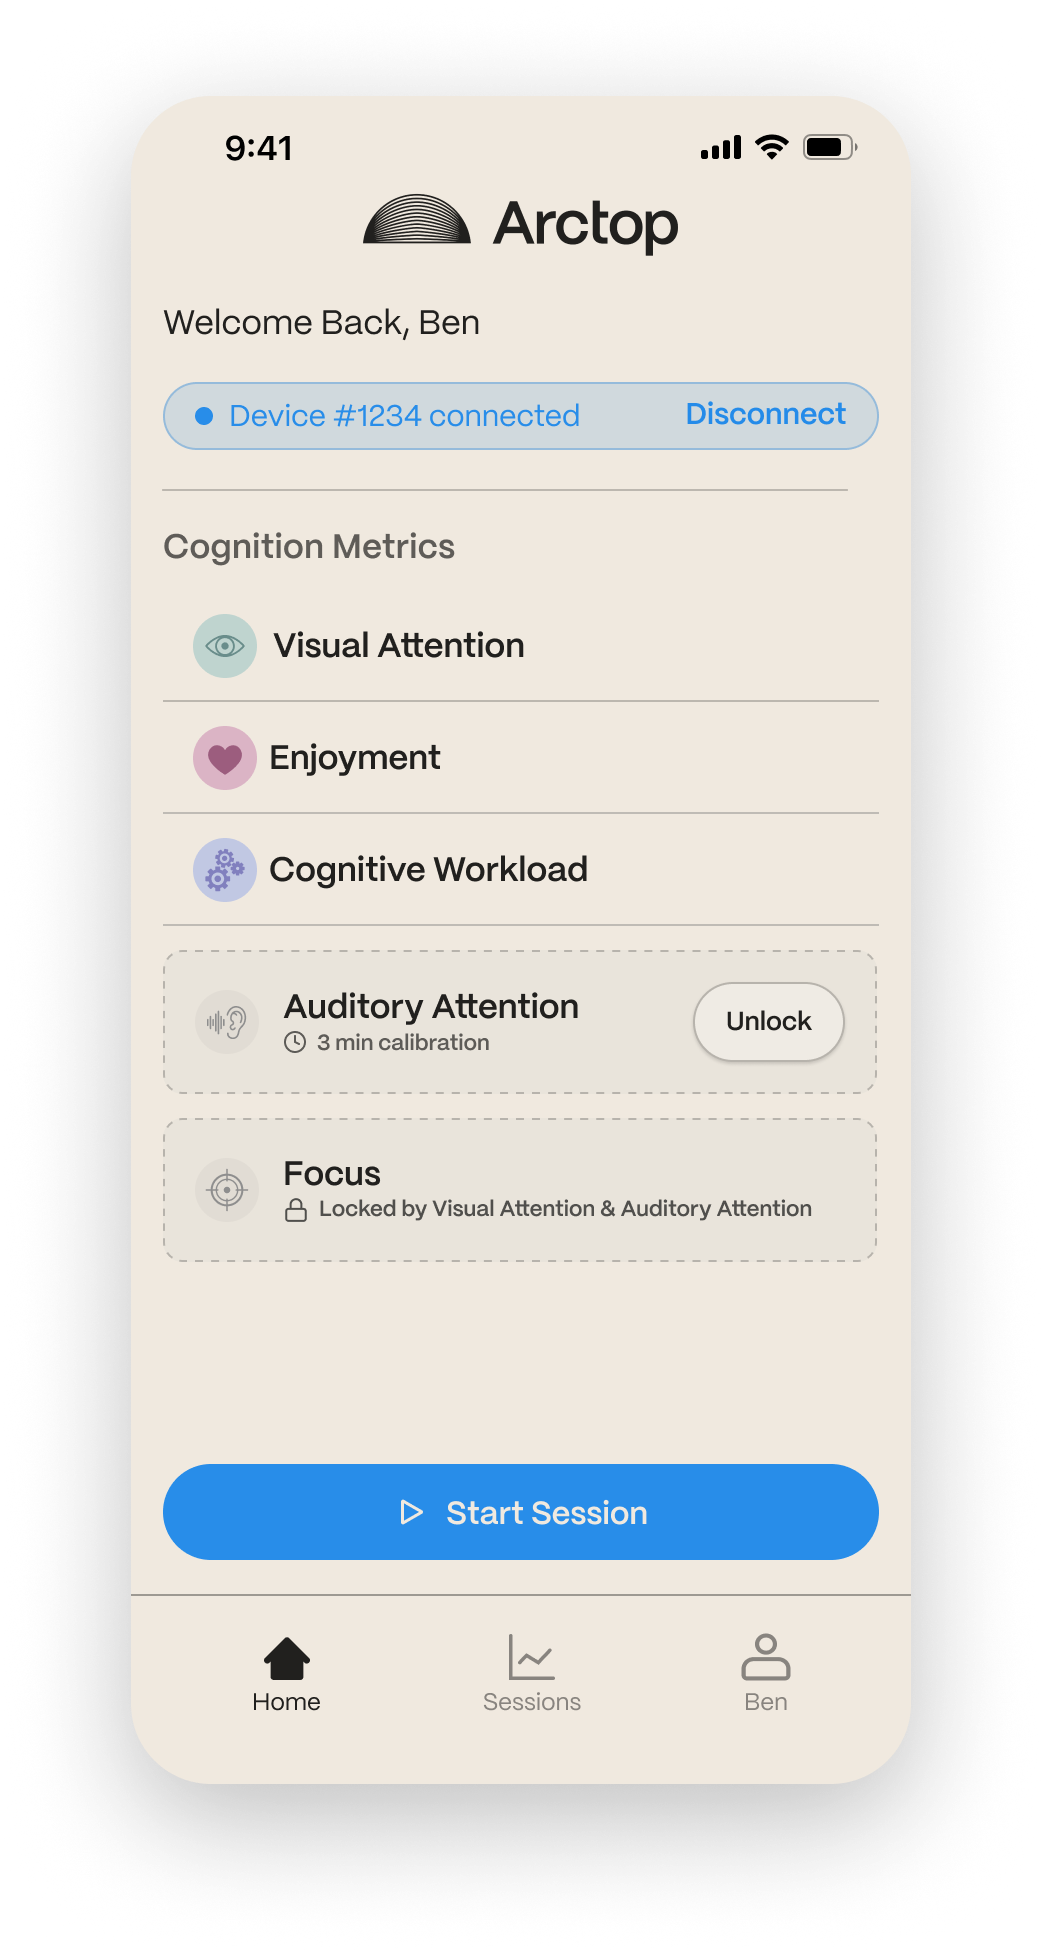 9:41
Arctop
Welcome Back, Ben
Device #1234 connected
Disconnect
Cognition Metrics
Visual Attention
Enjoyment
Cognitive Workload
Auditory Attention
3 min calibration
Unlock
Focus
Locked by Visual Attention & Auditory Attention
Start Session
Home
Sessions
Ben